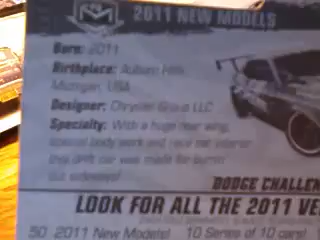 2011 NEW MODELS
Born: 2011
Birthplace: Auburn Hills,
Michigan, USA
Designer: Chrysler Group LLC
Specialty: With a huge rear wing,
special body work and race car interior
this drift car was made for burnin'
out sideways!
DODGE CHALLEN
LOOK FOR ALL THE 2011 VE
50 2011 New Models! 10 Series of 10 cars!